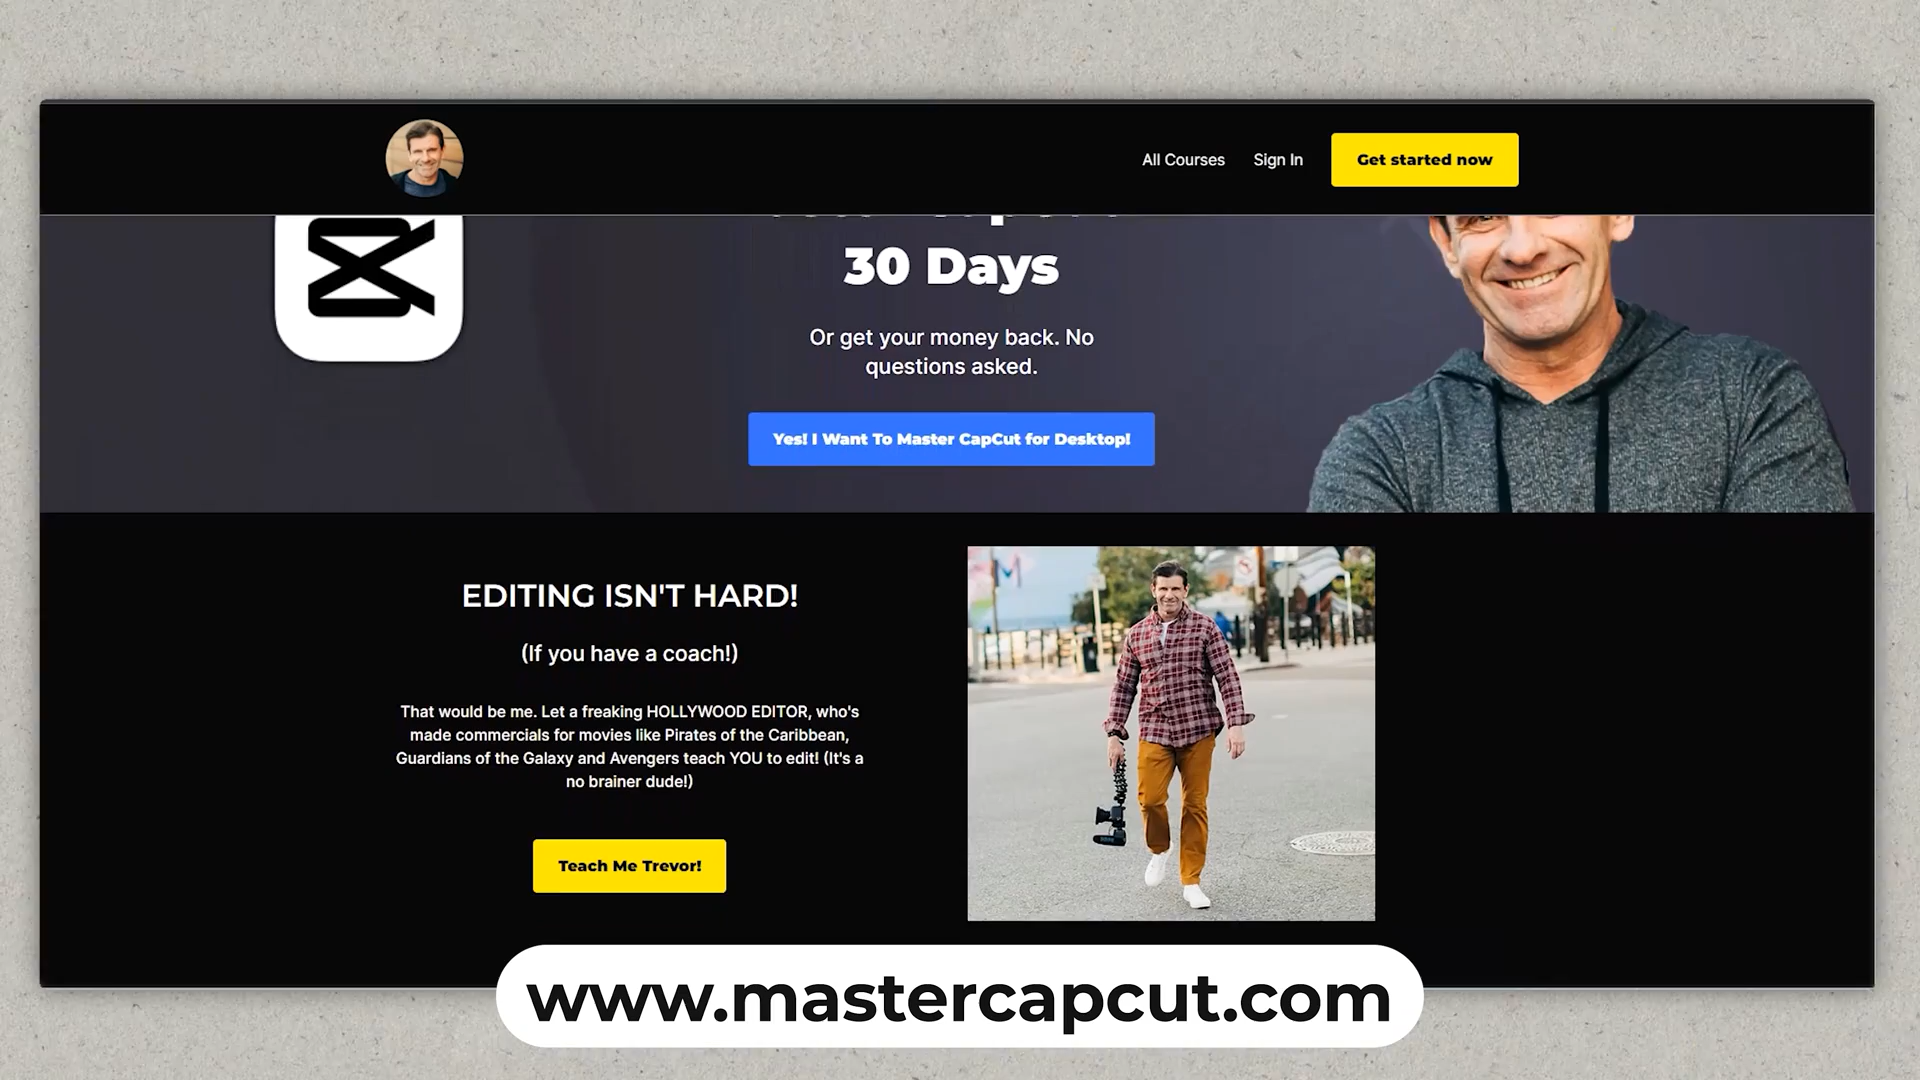 All Courses
Sign In
Get started now
30 Days
Or get your money back. No
questions asked.
Yes! I Want To Master CapCut for Desktop!
EDITING ISN'T HARD!
(If you have a coach!)
That would be me. Let a freaking HOLLYWOOD EDITOR, who's
made commercials for movies like Pirates of the Caribbean,
Guardians of the Galaxy and Avengers teach YOU to edit! (It's a
no brainer dude!)
Teach Me Trevor!
www.mastercapcut.com